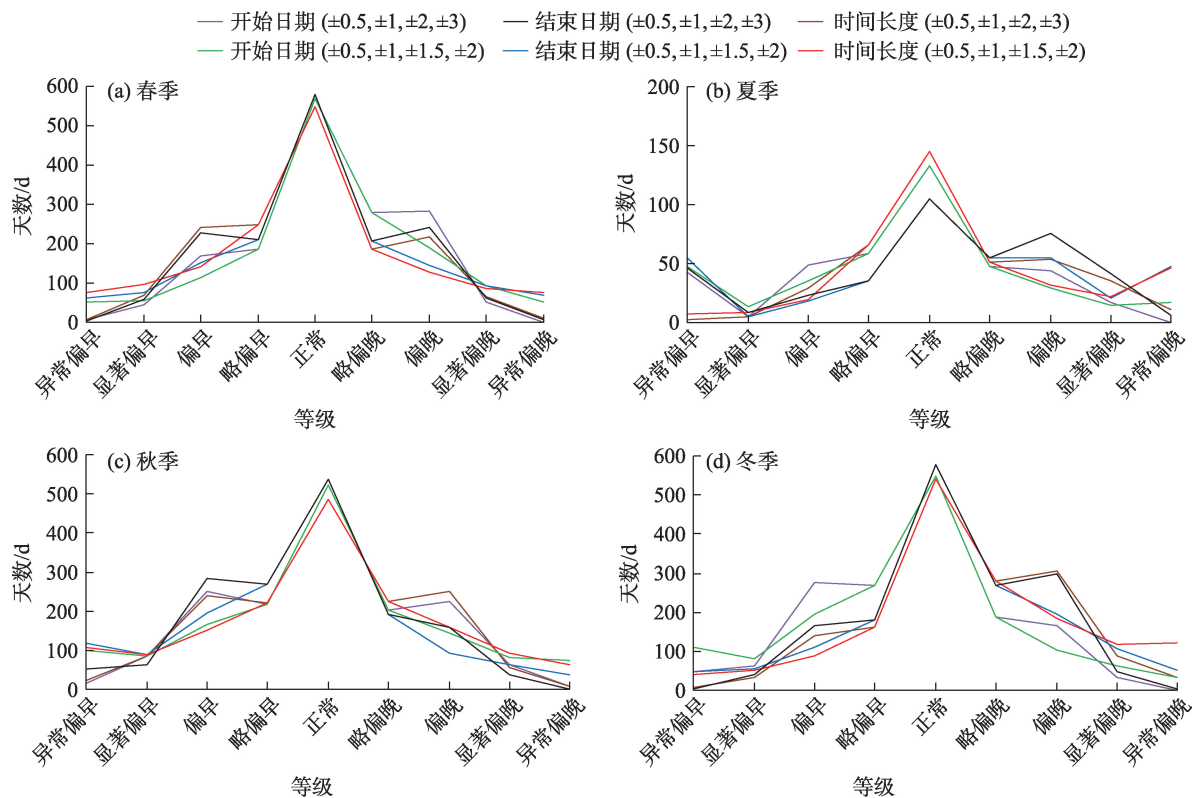 开始日期 (±0.5, ±1, ±2, ±3) 结束日期 (±0.5, ±1, ±2, ±3) 时间长度 (±0.5, ±1, ±2, ±3)
开始日期 (±0.5, ±1, ±1.5, ±2) 结束日期 (±0.5, ±1, ±1.5, ±2) 时间长度 (±0.5, ±1, ±1.5, ±2)
(a) 春季
600
500
400
300
200
100
0
天数/d
异常偏早 显著偏早 偏早 略偏早 正常 略偏晚 偏晚 显著偏晚 异常偏晚
等级
(b) 夏季
200
150
100
50
0
天数/d
异常偏早 显著偏早 偏早 略偏早 正常 略偏晚 偏晚 显著偏晚 异常偏晚
等级
(c) 秋季
600
500
400
300
200
100
0
天数/d
异常偏早 显著偏早 偏早 略偏早 正常 略偏晚 偏晚 显著偏晚 异常偏晚
等级
(d) 冬季
600
500
400
300
200
100
0
天数/d
异常偏早 显著偏早 偏早 略偏早 正常 略偏晚 偏晚 显著偏晚 异常偏晚
等级